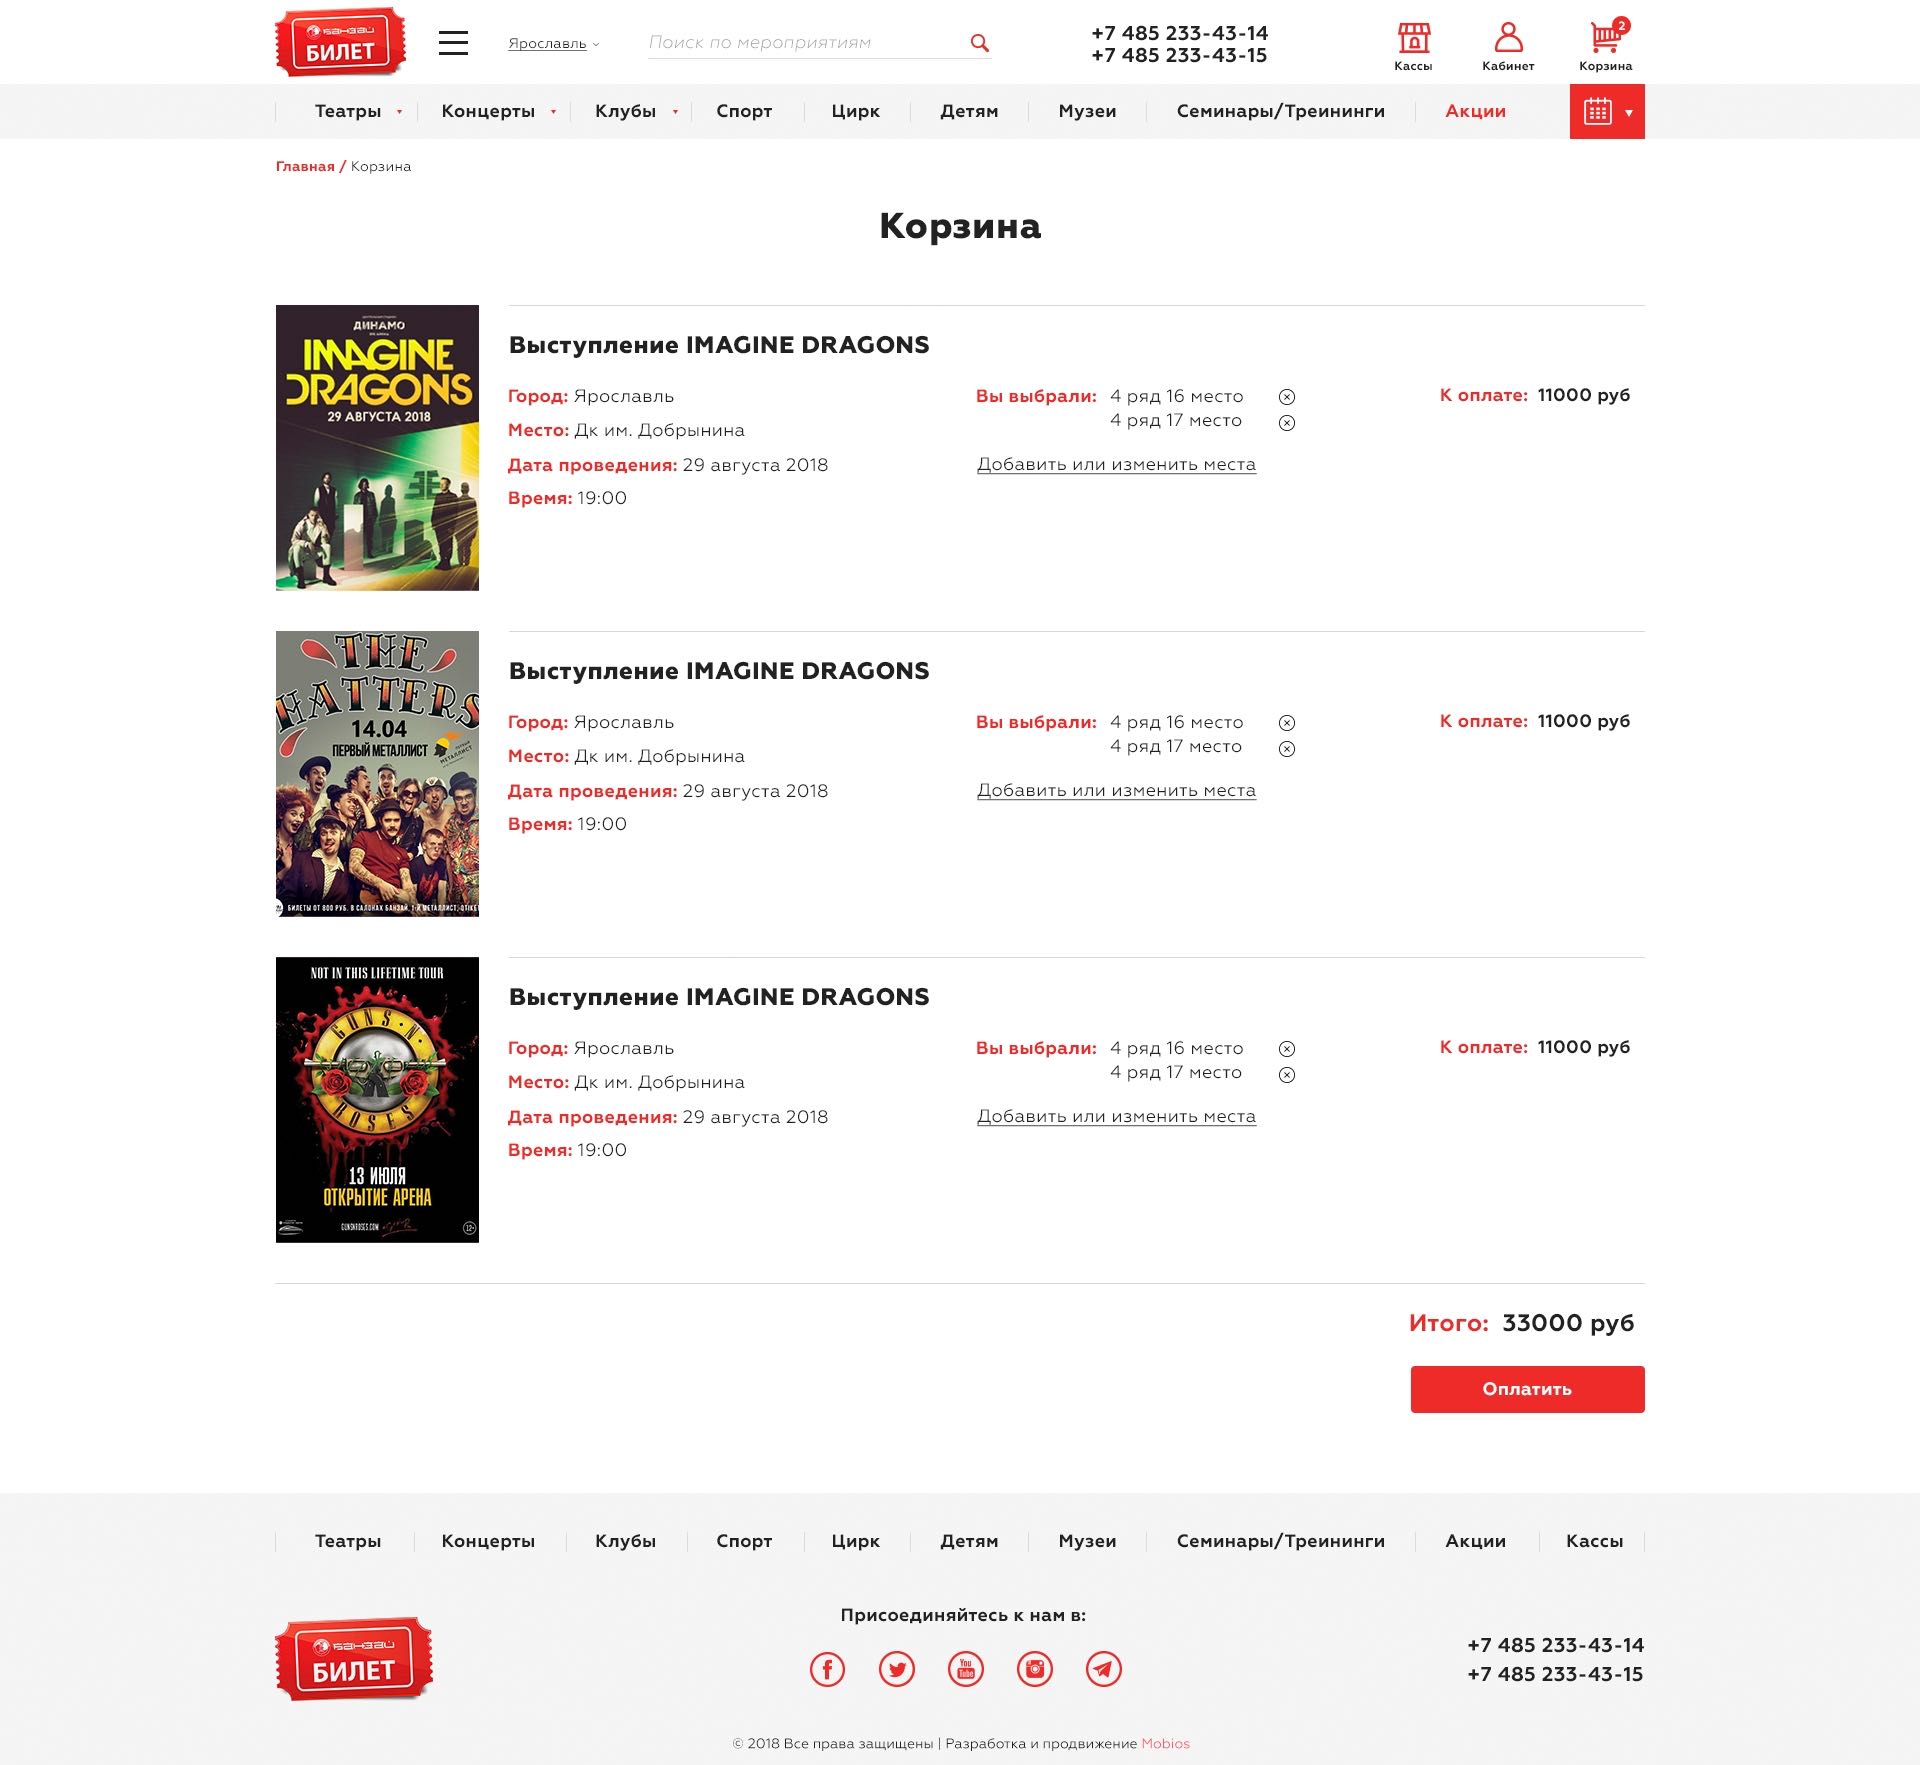 БАНЗАЙ
БИЛЕТ
Ярославль
Поиск по мероприятиям
+7 485 233-43-14
+7 485 233-43-15
Кассы
Кабинет
2
Корзина
Театры
Концерты
Клубы
Спорт
Цирк
Детям
Музеи
Семинары/Треининги
Акции
Главная / Корзина
Корзина
ДИНАМО
IMAGINE
DRAGONS
29 АВГУСТА 2018
Выступление IMAGINE DRAGONS
Город: Ярославль
Место: Дк им. Добрынина
Дата проведения: 29 августа 2018
Время: 19:00
Вы выбрали: 4 ряд 16 место
4 ряд 17 место
Добавить или изменить места
К оплате: 11000 руб
THE
HATTERS
14.04
ПЕРВЫЙ МЕТАЛЛИСТ
БИЛЕТЫ ОТ 800 РУБ. В САЛОНАХ БАНЗАЙ, 1-Й МЕТАЛЛИСТ,
Выступление IMAGINE DRAGONS
Город: Ярославль
Место: Дк им. Добрынина
Дата проведения: 29 августа 2018
Время: 19:00
Вы выбрали: 4 ряд 16 место
4 ряд 17 место
Добавить или изменить места
К оплате: 11000 руб
NOT IN THIS LIFETIME TOUR
GUNS N'
ROSES
13 ИЮЛЯ
ОТКРЫТИЕ АРЕНА
GUNSNROSES.COM
12+
Выступление IMAGINE DRAGONS
Город: Ярославль
Место: Дк им. Добрынина
Дата проведения: 29 августа 2018
Время: 19:00
Вы выбрали: 4 ряд 16 место
4 ряд 17 место
Добавить или изменить места
К оплате: 11000 руб
Итого: 33000 руб
Оплатить
Театры
Концерты
Клубы
Спорт
Цирк
Детям
Музеи
Семинары/Треининги
Акции
Кассы
БАНЗАЙ
БИЛЕТ
Присоединяйтесь к нам в:
You
Tube
+7 485 233-43-14
+7 485 233-43-15
© 2018 Все права защищены | Разработка и продвижение Mobios